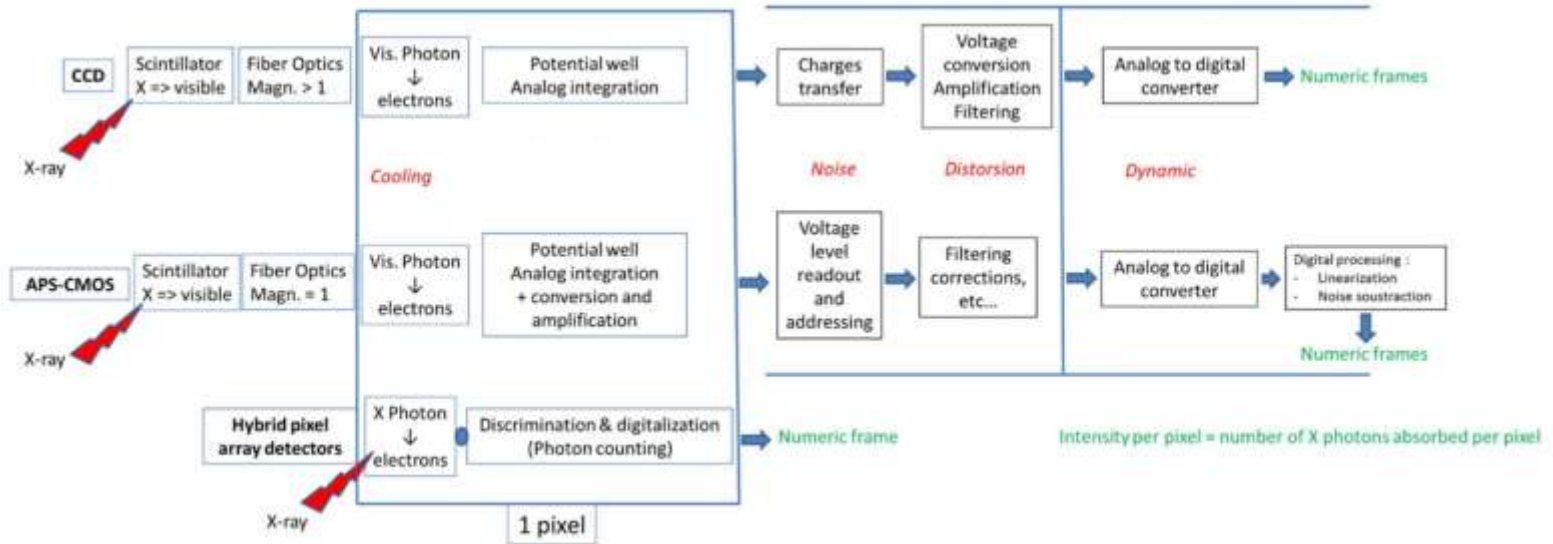 CCD
Scintillator
X => visible
Fiber Optics
Magn. > 1
Vis. Photon
↓
electrons
Potential well
Analog integration
Charges
transfer
Voltage
conversion
Amplification
Filtering
Analog to digital
converter
Numeric frames
X-ray
Cooling
Noise
Distorsion
Dynamic
APS-CMOS
Scintillator
X => visible
Fiber Optics
Magn. = 1
Vis. Photon
↓
electrons
Potential well
Analog integration
+ conversion and
amplification
Voltage
level
readout
and
addressing
Filtering
corrections,
etc...
Analog to digital
converter
Digital processing :
- Linearization
- Noise soustraction
Numeric frames
X-ray
Hybrid pixel
array detectors
X Photon
↓
electrons
Discrimination & digitalization
(Photon counting)
Numeric frame
Intensity per pixel = number of X photons absorbed per pixel
X-ray
1 pixel